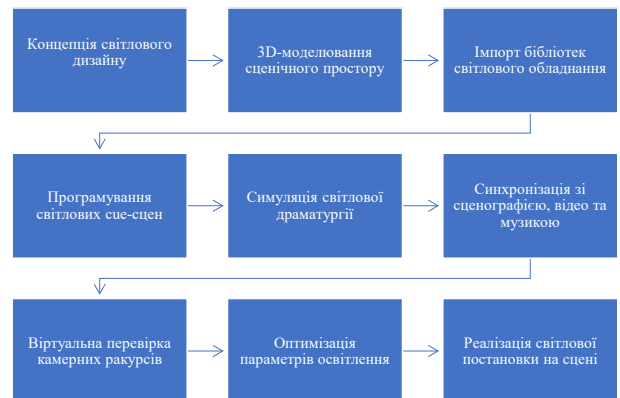 Концепція світлового
дизайну
3D-моделювання
сценічного простору
Імпорт бібліотек
світлового обладнання
Програмування
світлових cue-сцен
Симуляція світлової
драматургії
Синхронізація зі
сценографією, відео та
музикою
Віртуальна перевірка
камерних ракурсів
Оптимізація
параметрів освітлення
Реалізація світлової
постановки на сцені